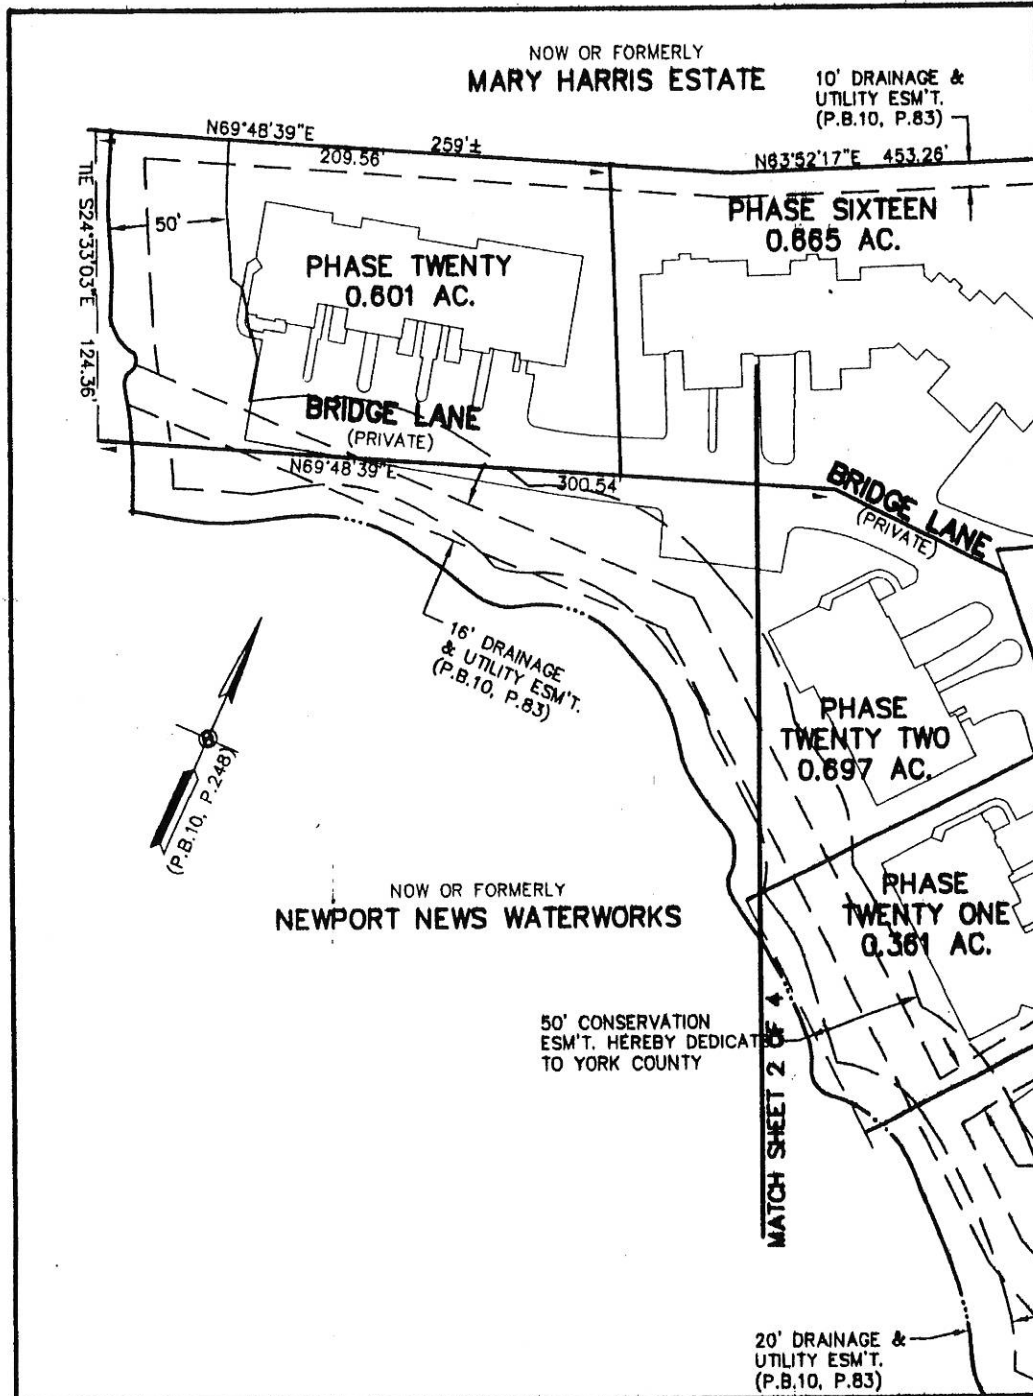 NOW OR FORMERLY
MARY HARRIS ESTATE
10' DRAINAGE &
UTILITY ESM'T.
(P.B.10, P.83)
N69°48'39"E
259'±
209.56'
N63°52'17"E 453.26'
TIE S24°33'03"E 124.36'
50'
PHASE SIXTEEN
0.665 AC.
PHASE TWENTY
0.601 AC.
BRIDGE LANE
(PRIVATE)
N69°48'39"E
300.54'
BRIDGE LANE
(PRIVATE)
16' DRAINAGE
& UTILITY ESM'T.
(P.B.10, P.83)
(P.B.10, P.248)
PHASE
TWENTY TWO
0.697 AC.
NOW OR FORMERLY
NEWPORT NEWS WATERWORKS
PHASE
TWENTY ONE
0.361 AC.
50' CONSERVATION
ESM'T. HEREBY DEDICATED
TO YORK COUNTY
MATCH SHEET 2 OF 4
20' DRAINAGE &
UTILITY ESM'T.
(P.B.10, P.83)